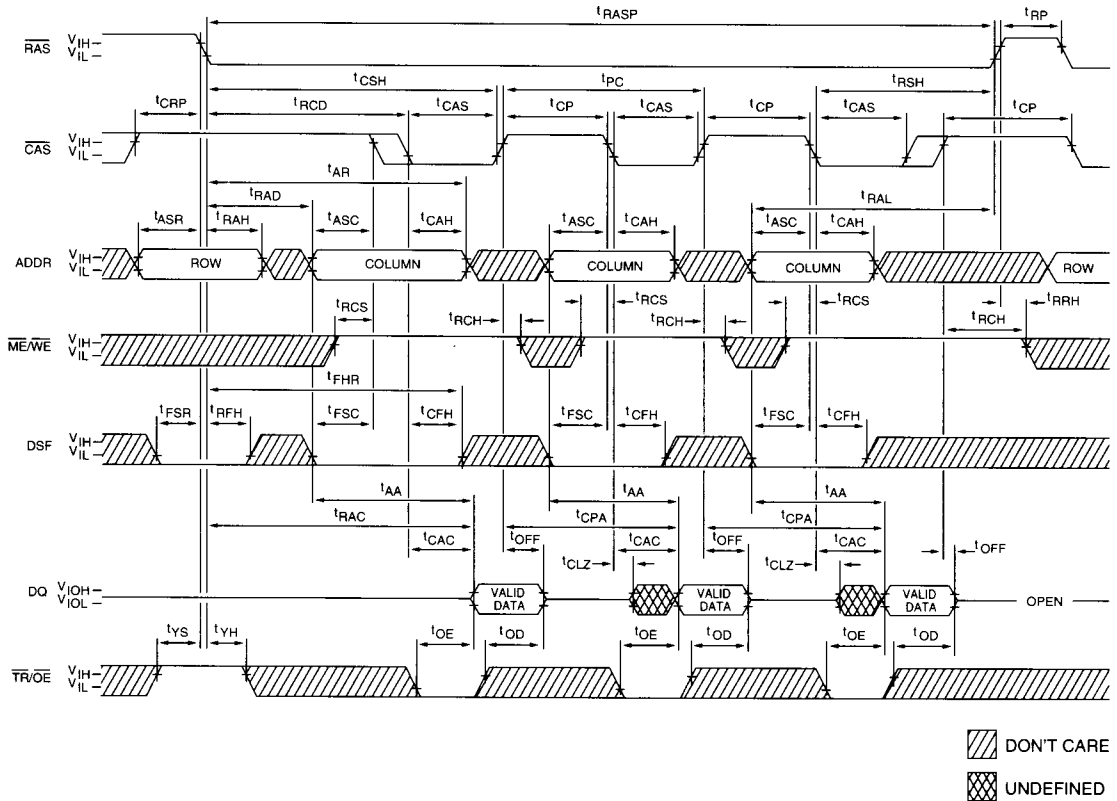 tRASP tRP
RAS VIH VIL
tCSH tPC tRSH
tCRP tRCD tCAS tCP tCAS tCP tCAS tCP
CAS VIH VIL
tAR
tRAD tRAL
tASR tRAH tASC tCAH tASC tCAH tASC tCAH
ADDR VIH VIL ROW COLUMN COLUMN COLUMN ROW
tRCS tRCH tRCS tRCH tRCS tRCH tRRH
ME/WE VIH VIL
tFHR
tFSR tRFH tFSC tCFH tFSC tCFH tFSC tCFH
DSF VIH VIL
tAA tAA tAA
tRAC tCPA tCPA
tCAC tOFF tCAC tOFF tCAC tOFF
tCLZ tCLZ
DQ VIOH VIOL VALID DATA VALID DATA VALID DATA OPEN
tYS tYH tOE tOD tOE tOD tOE tOD
TR/OE VIH VIL
DON'T CARE
UNDEFINED